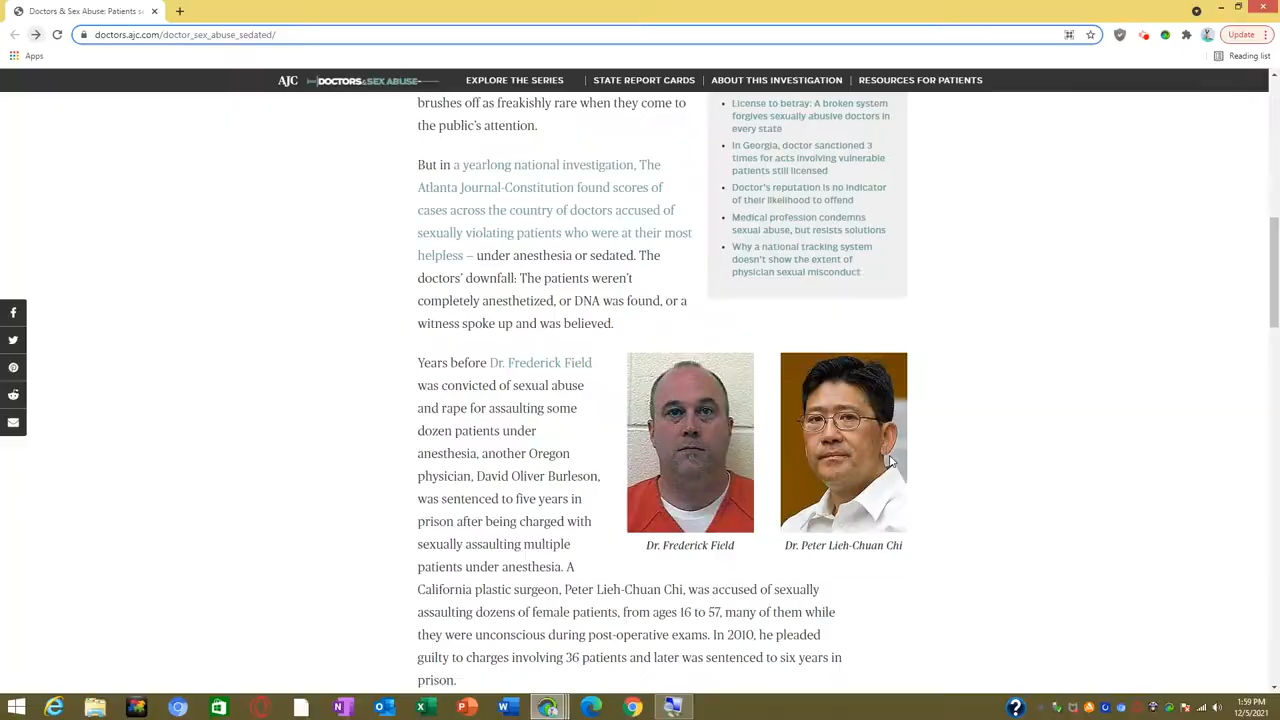 Doctors & Sex Abuse: Patients s
doctors.ajc.com/doctor_sex_abuse_sedated/
Update
Apps
Reading list
AJC
DOCTORS&SEX ABUSE
EXPLORE THE SERIES
STATE REPORT CARDS
ABOUT THIS INVESTIGATION
RESOURCES FOR PATIENTS
brushes off as freakishly rare when they come to
the public's attention.
But in a yearlong national investigation, The
Atlanta Journal-Constitution found scores of
cases across the country of doctors accused of
sexually violating patients who were at their most
helpless – under anesthesia or sedated. The
doctors' downfall: The patients weren't
completely anesthetized, or DNA was found, or a
witness spoke up and was believed.
License to betray: A broken system
forgives sexually abusive doctors in
every state
In Georgia, doctor sanctioned 3
times for acts involving vulnerable
patients still licensed
Doctor's reputation is no indicator
of their likelihood to offend
Medical profession condemns
sexual abuse, but resists solutions
Why a national tracking system
doesn't show the extent of
physician sexual misconduct
Years before Dr. Frederick Field
was convicted of sexual abuse
and rape for assaulting some
dozen patients under
anesthesia, another Oregon
physician, David Oliver Burleson,
was sentenced to five years in
prison after being charged with
sexually assaulting multiple
patients under anesthesia. A
California plastic surgeon, Peter Lieh-Chuan Chi, was accused of sexually
assaulting dozens of female patients, from ages 16 to 57, many of them while
they were unconscious during post-operative exams. In 2010, he pleaded
guilty to charges involving 36 patients and later was sentenced to six years in
prison.
Dr. Frederick Field
Dr. Peter Lieh-Chuan Chi
1:59 PM
12/5/2021